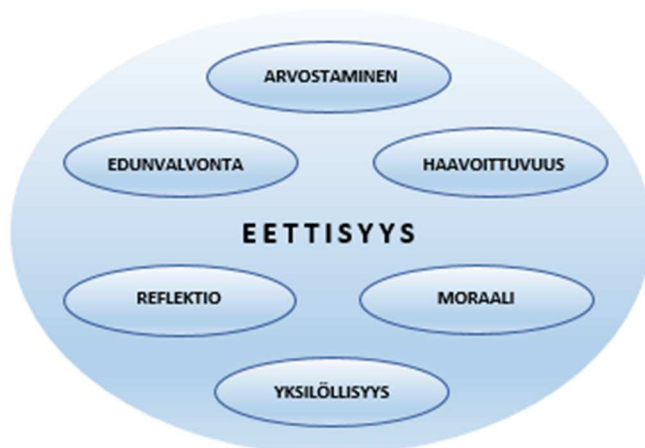 ARVOSTAMINEN
EDUNVALVONTA
HAAVOITTUVUUS
EETTISYYS
REFLEKTIO
MORAALI
YKSILÖLLISYYS